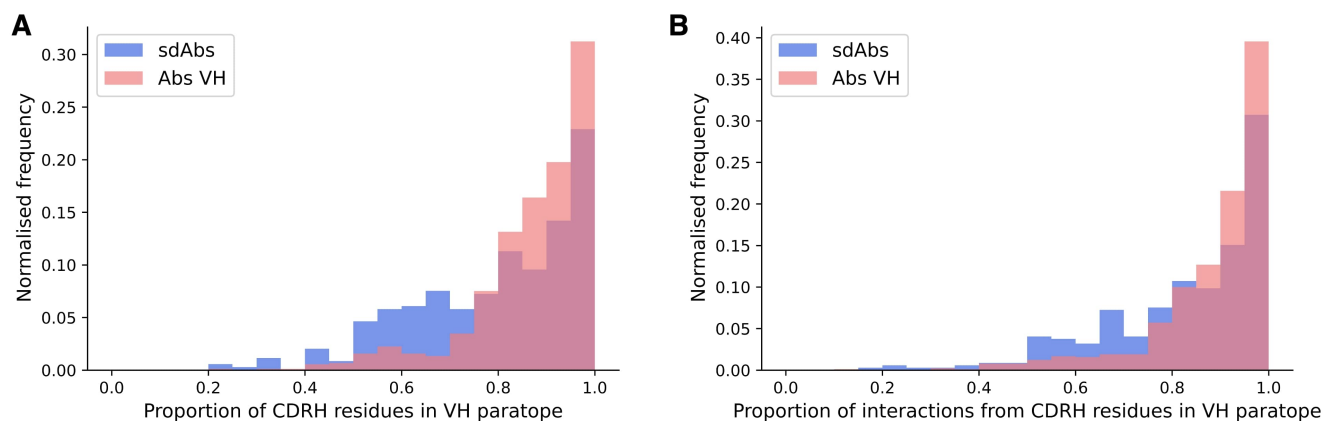 A
sdAbs
Abs VH
Normalised frequency
0.30
0.25
0.20
0.15
0.10
0.05
0.00
0.0 0.2 0.4 0.6 0.8 1.0
Proportion of CDRH residues in VH paratope
B
sdAbs
Abs VH
Normalised frequency
0.40
0.35
0.30
0.25
0.20
0.15
0.10
0.05
0.00
0.0 0.2 0.4 0.6 0.8 1.0
Proportion of interactions from CDRH residues in VH paratope